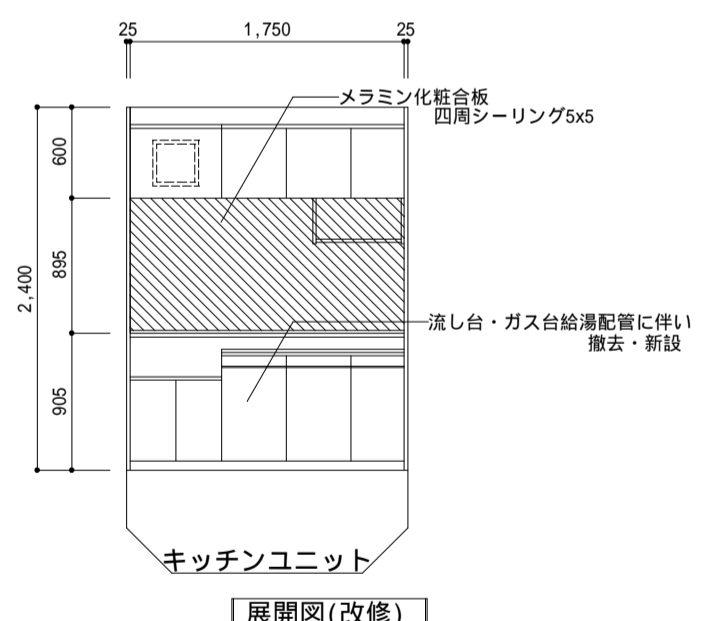 25 1,750 25
メラミン化粧合板
四周シーリング5x5
600
895
2,400
流し台・ガス台給湯配管に伴い
撤去・新設
905
キッチンユニット
展開図(改修)